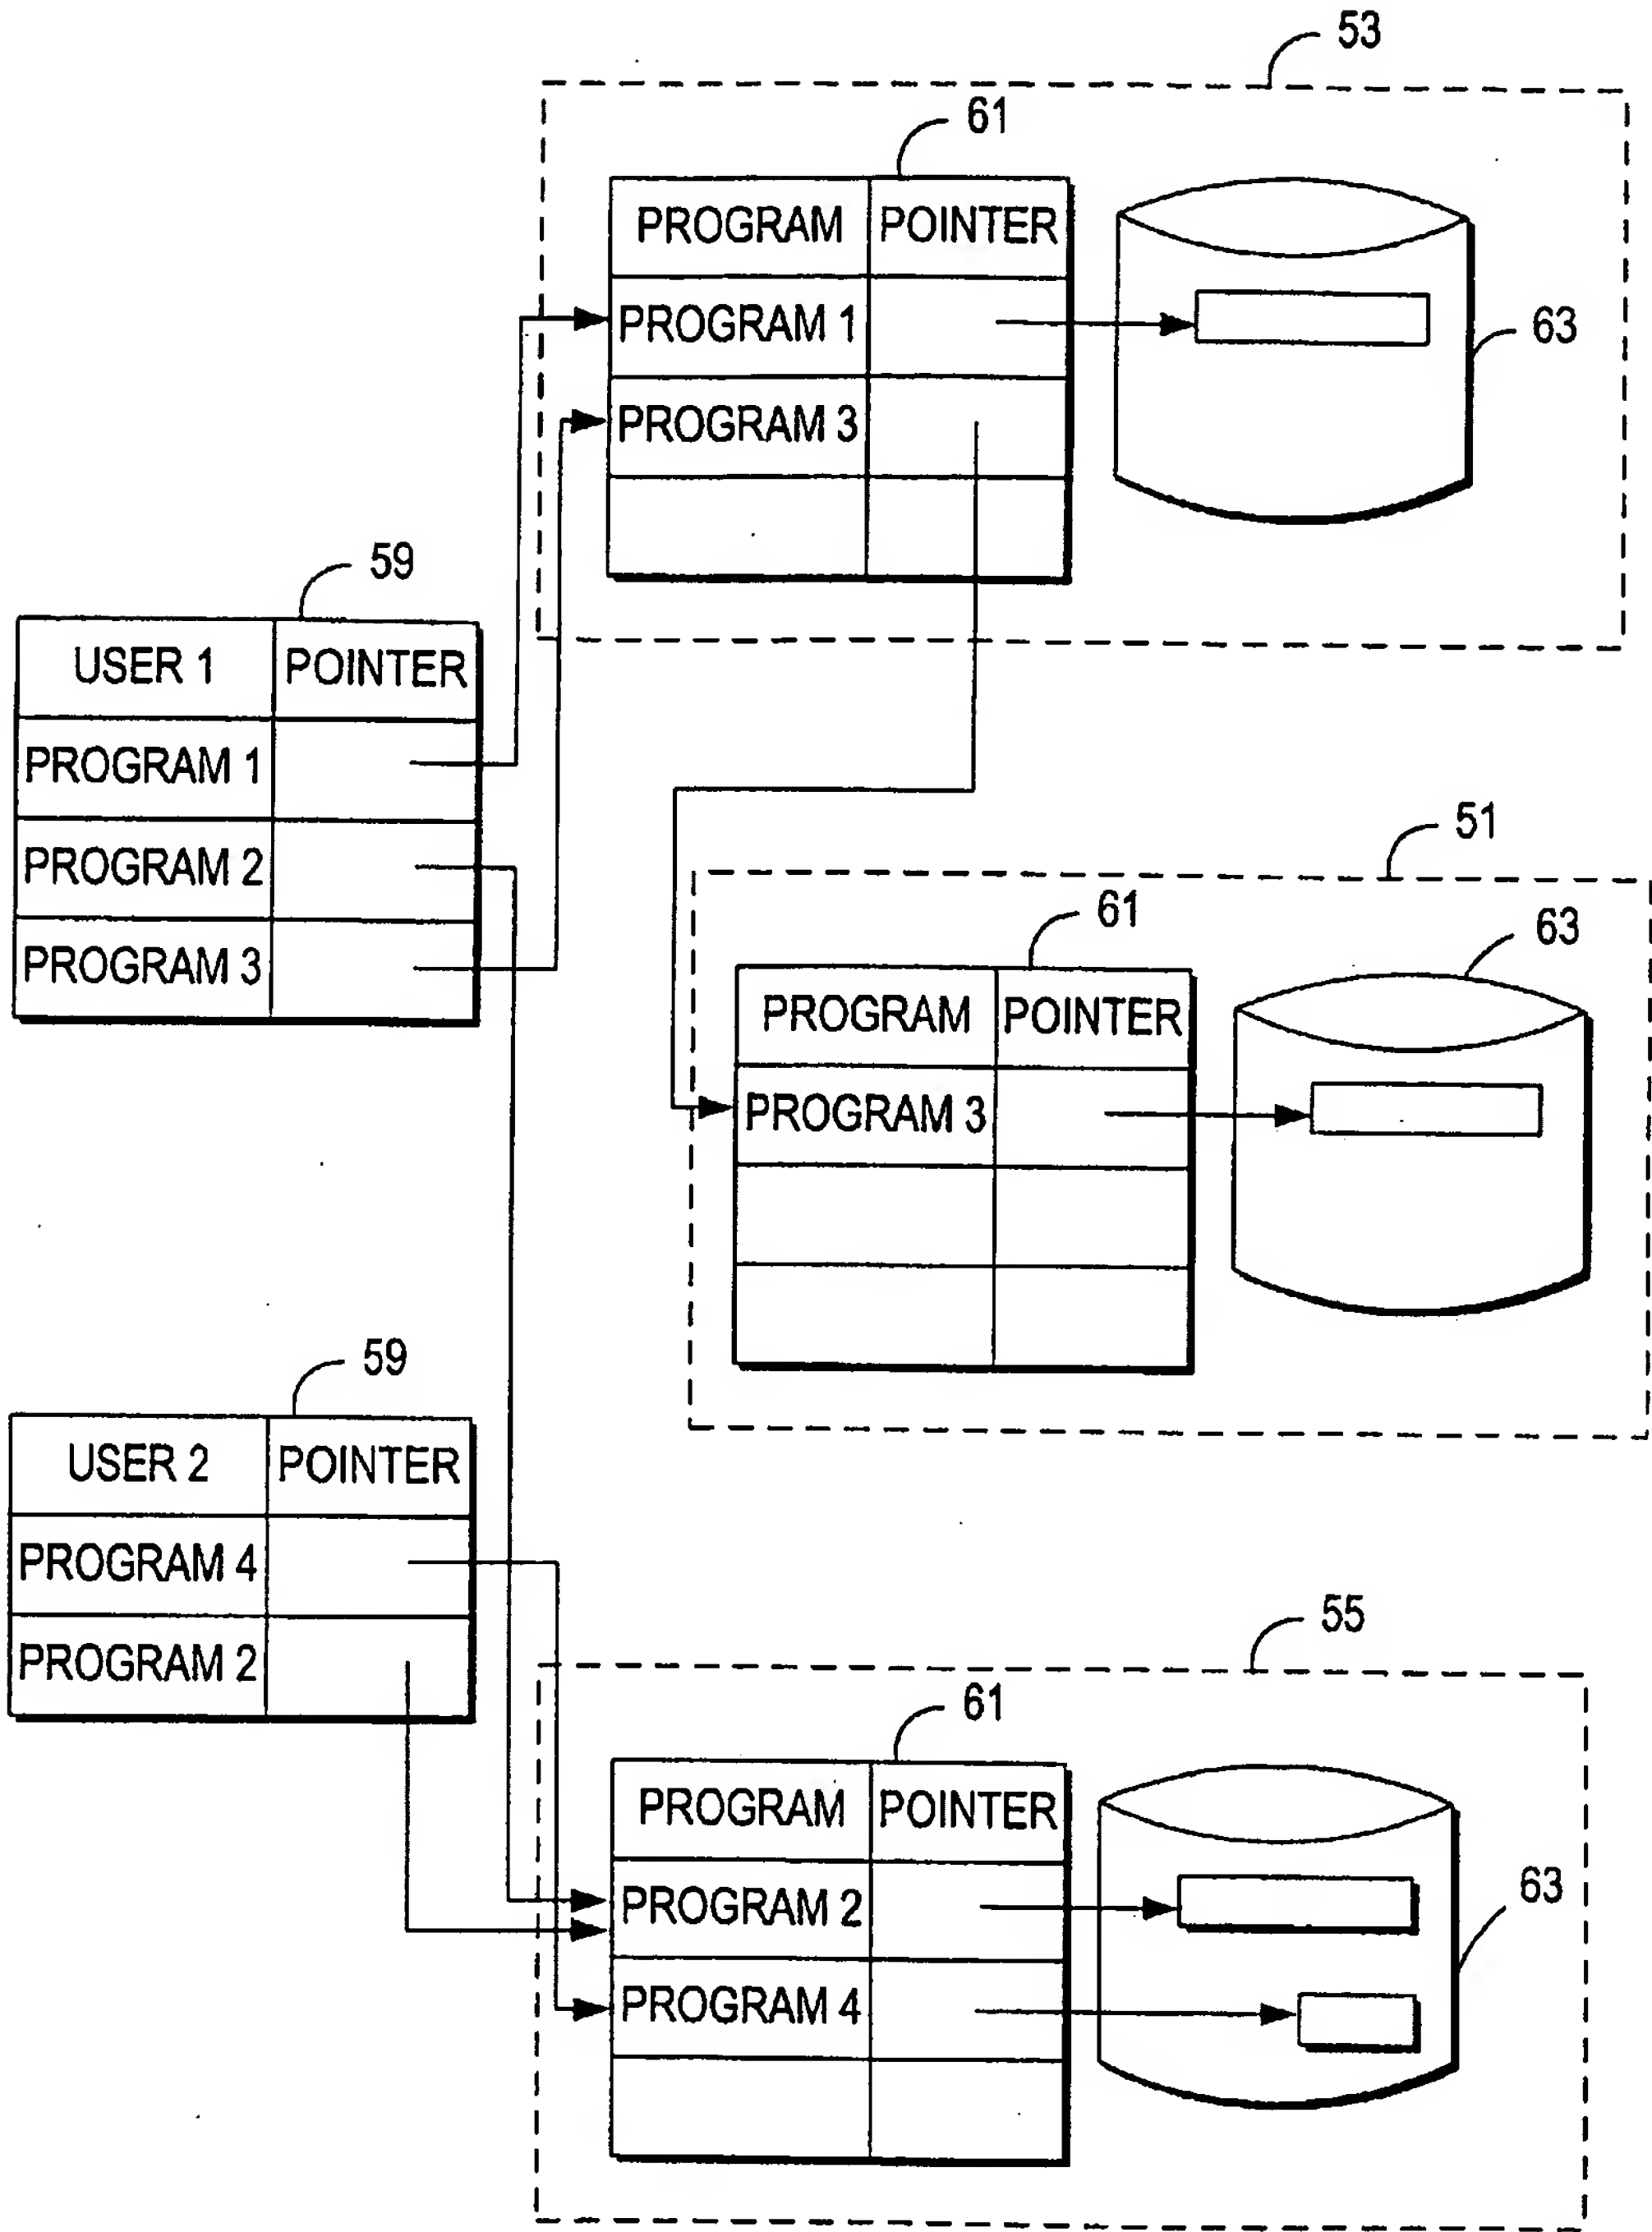 53
61
PROGRAM POINTER
PROGRAM 1
63
PROGRAM 3
59
USER 1 POINTER
PROGRAM 1
PROGRAM 2
PROGRAM 3
51
61
63
PROGRAM POINTER
PROGRAM 3
59
USER 2 POINTER
PROGRAM 4
PROGRAM 2
55
61
PROGRAM POINTER
PROGRAM 2
63
PROGRAM 4